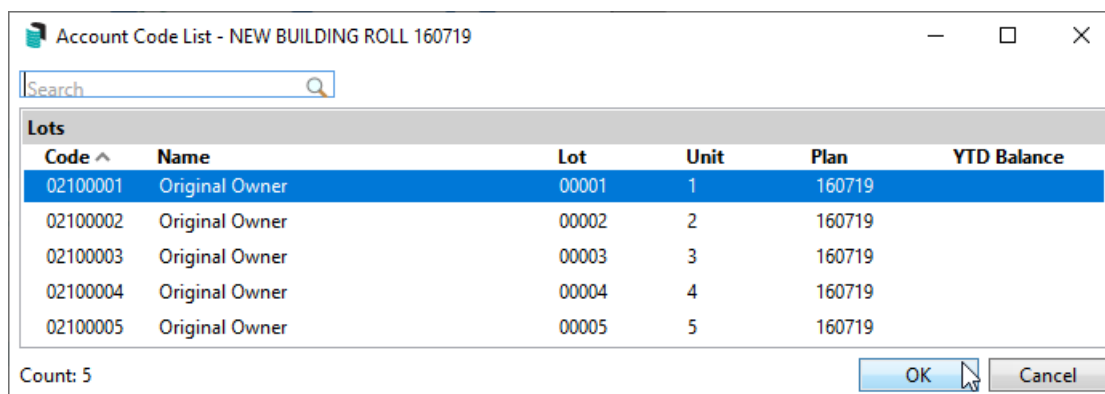 Account Code List - NEW BUILDING ROLL 160719
Search
Lots
Code Name Lot Unit Plan YTD Balance
02100001 Original Owner 00001 1 160719
02100002 Original Owner 00002 2 160719
02100003 Original Owner 00003 3 160719
02100004 Original Owner 00004 4 160719
02100005 Original Owner 00005 5 160719
Count: 5 OK Cancel